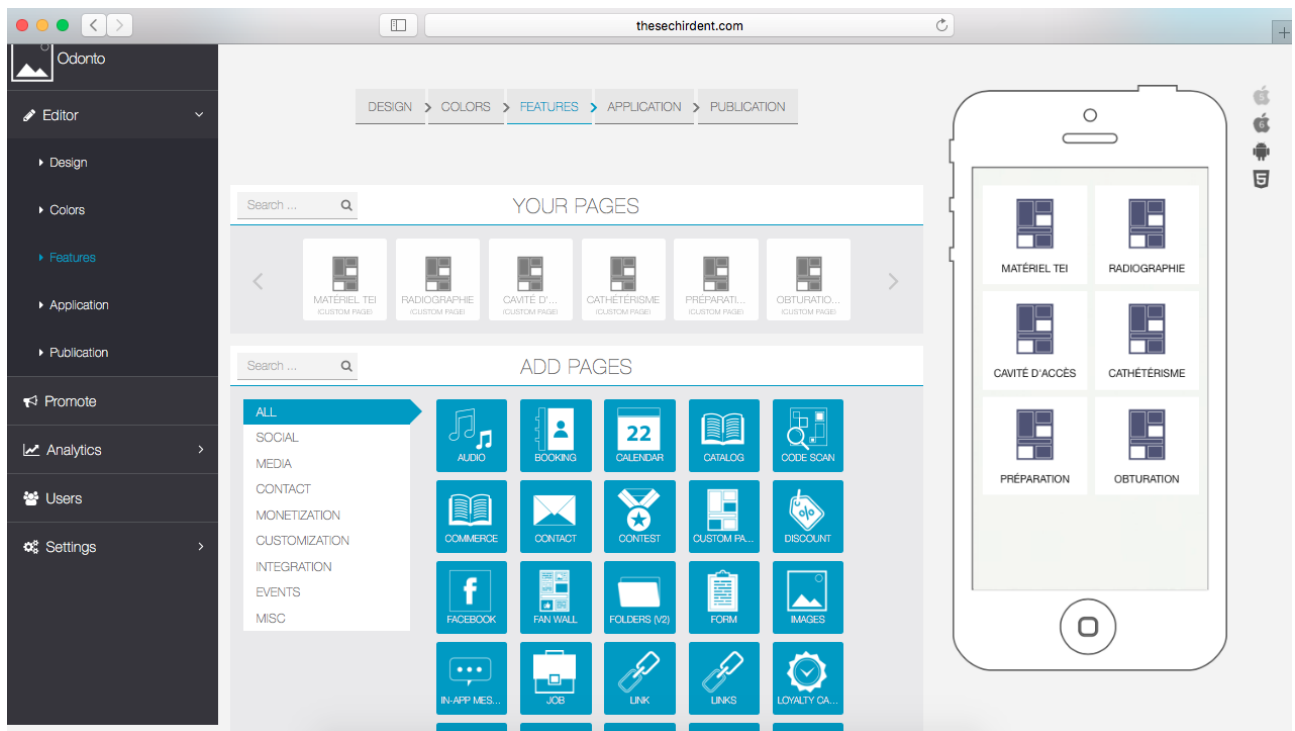 thesechirdent.com
Odonto
Editor
Design
Colors
Features
Application
Publication
Promote
Analytics
Users
Settings
DESIGN > COLORS > FEATURES > APPLICATION > PUBLICATION
Search ...
YOUR PAGES
MATÉRIEL TEI
(CUSTOM PAGE)
RADIOGRAPHIE
(CUSTOM PAGE)
CAVITÉ D'...
(CUSTOM PAGE)
CATHÉTÉRISME
(CUSTOM PAGE)
PRÉPARATI...
(CUSTOM PAGE)
OBTURATIO...
(CUSTOM PAGE)
Search ...
ADD PAGES
ALL
SOCIAL
MEDIA
CONTACT
MONETIZATION
CUSTOMIZATION
INTEGRATION
EVENTS
MISC
AUDIO
BOOKING
22
CALENDAR
CATALOG
CODE SCAN
COMMERCE
CONTACT
CONTEST
CUSTOM PA...
%
DISCOUNT
f
FACEBOOK
FAN WALL
FOLDERS (V2)
FORM
IMAGES
IN-APP MES...
JOB
LINK
LINKS
LOYALTY CA...
MATÉRIEL TEI
RADIOGRAPHIE
CAVITÉ D'ACCÈS
CATHÉTÉRISME
PRÉPARATION
OBTURATION
6
5